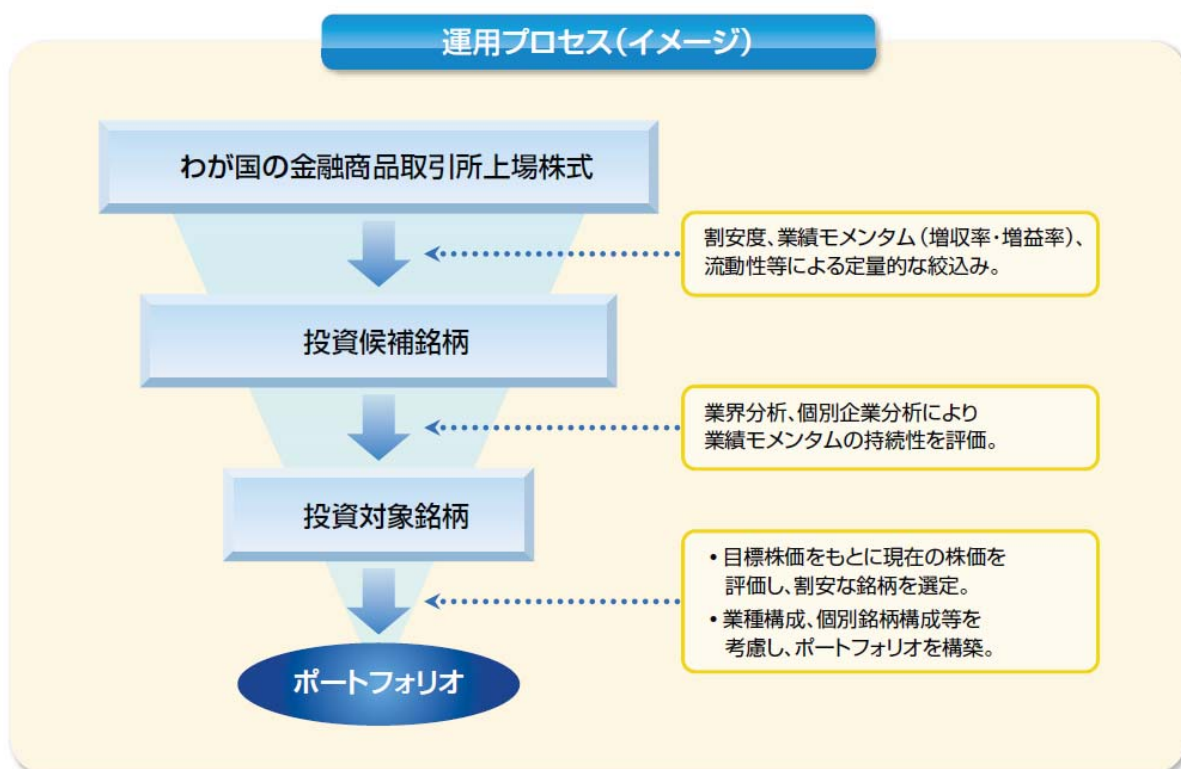 運用プロセス(イメージ)
わが国の金融商品取引所上場株式
割安度、業績モメンタム(増収率・増益率)、
流動性等による定量的な絞込み。
投資候補銘柄
業界分析、個別企業分析により
業績モメンタムの持続性を評価。
投資対象銘柄
• 目標株価をもとに現在の株価を
評価し、割安な銘柄を選定。
• 業種構成、個別銘柄構成等を
考慮し、ポートフォリオを構築。
ポートフォリオ